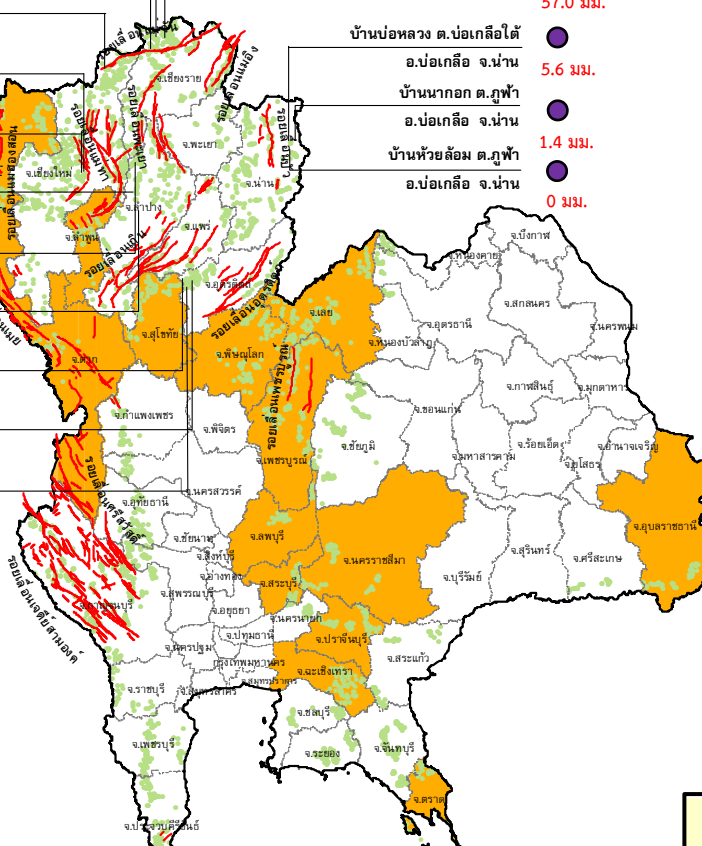 57.0 มม.
บ้านบ่อหลวง ต.บ่อเกลือใต้
อ.บ่อเกลือ จ.น่าน
5.6 มม.
บ้านนากอก ต.ภูฟ้า
อ.บ่อเกลือ จ.น่าน
1.4 มม.
บ้านห้วยล้อม ต.ภูฟ้า
อ.บ่อเกลือ จ.น่าน
0 มม.
รอยเลื่อนแม่จัน
จ.เชียงราย
รอยเลื่อนแม่อิง
รอยเลื่อนแม่ฮ่องสอน
จ.เชียงใหม่
รอยเลื่อนแม่ทา
รอยเลื่อนพะเยา
จ.พะเยา
รอยเลื่อนปัว
จ.น่าน
จ.ลำปาง
จ.ลำพูน
จ.แพร่
รอยเลื่อนเถิน
จ.อุตรดิตถ์
รอยเลื่อนอุตรดิตถ์
จ.บึงกาฬ
จ.หนองคาย
จ.สกลนคร
จ.นครพนม
จ.เลย
จ.อุดรธานี
จ.หนองบัวลำภู
จ.สุโขทัย
จ.พิษณุโลก
จ.ตาก
รอยเลื่อนเพชรบูรณ์
จ.กาฬสินธุ์
จ.มุกดาหาร
จ.ขอนแก่น
จ.กำแพงเพชร
จ.พิจิตร
จ.ชัยภูมิ
จ.ร้อยเอ็ด
จ.อำนาจเจริญ
จ.มหาสารคาม
จ.ยโสธร
จ.เพชรบูรณ์
รอยเลื่อนศรีสวัสดิ์
จ.นครสวรรค์
จ.อุทัยธานี
จ.อุบลราชธานี
จ.ชัยนาท
จ.ลพบุรี
จ.สิงห์บุรี
จ.นครราชสีมา
จ.สุรินทร์
จ.ศรีสะเกษ
จ.อ่างทอง
จ.บุรีรัมย์
จ.สระบุรี
รอยเลื่อนเจดีย์สามองค์
จ.กาญจนบุรี
จ.สุพรรณบุรี
จ.อยุธยา
จ.นครนายก
จ.ปทุมธานี
จ.ปราจีนบุรี
จ.นครปฐม
จ.สระแก้ว
กรุงเทพมหานคร
จ.ฉะเชิงเทรา
จ.สมุทรปราการ
จ.ราชบุรี
จ.สมุทรสาคร
จ.ชลบุรี
จ.เพชรบุรี
จ.ระยอง
จ.จันทบุรี
จ.ตราด
จ.ประจวบคีรีขันธ์